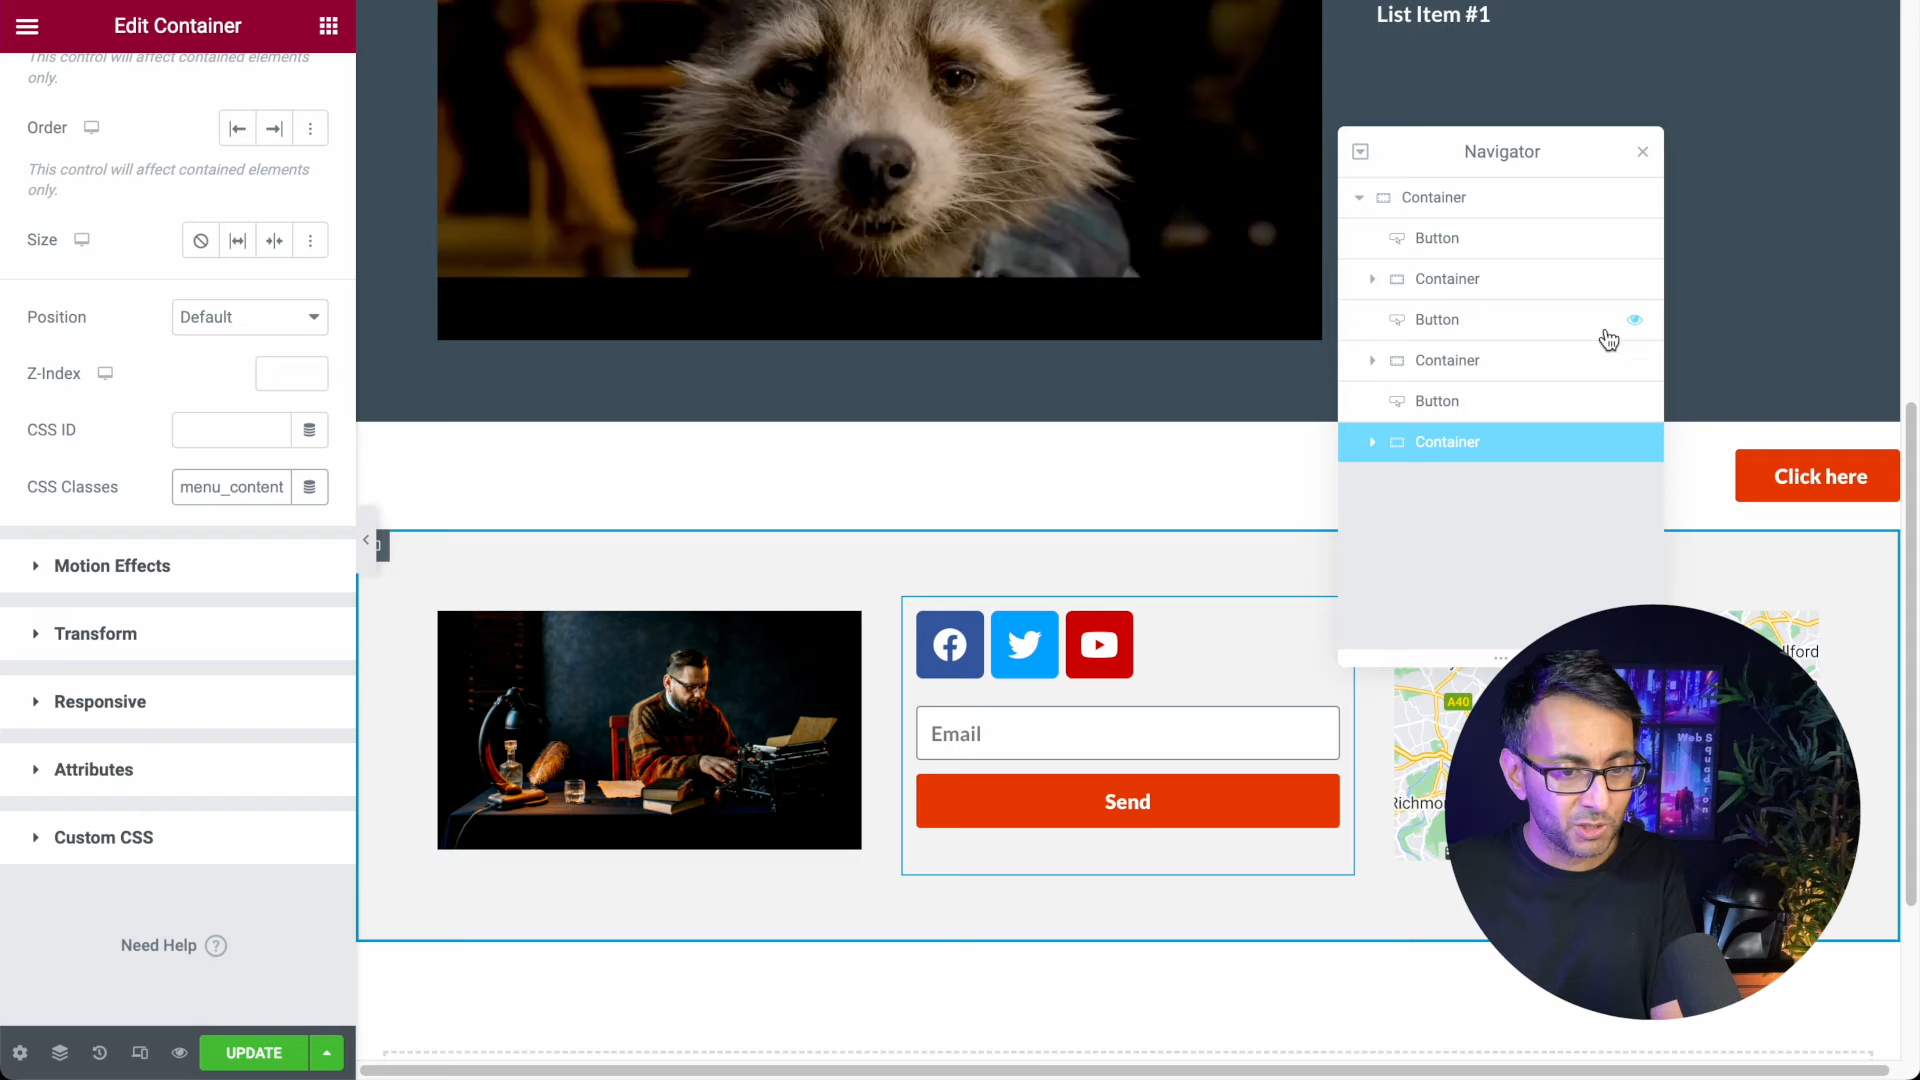 Edit Container
This control will affect contained elements
only.
Order
This control will affect contained elements
only.
Size
Position
Default
Z-Index
CSS ID
CSS Classes
menu_content
Motion Effects
Transform
Responsive
Attributes
Custom CSS
Need Help ?
UPDATE
List Item #1
Navigator
Container
Button
Container
Button
Container
Button
Container
Click here
Email
Send
A40
Richmo
lford
Web S
q
u
a
d
r
o
n